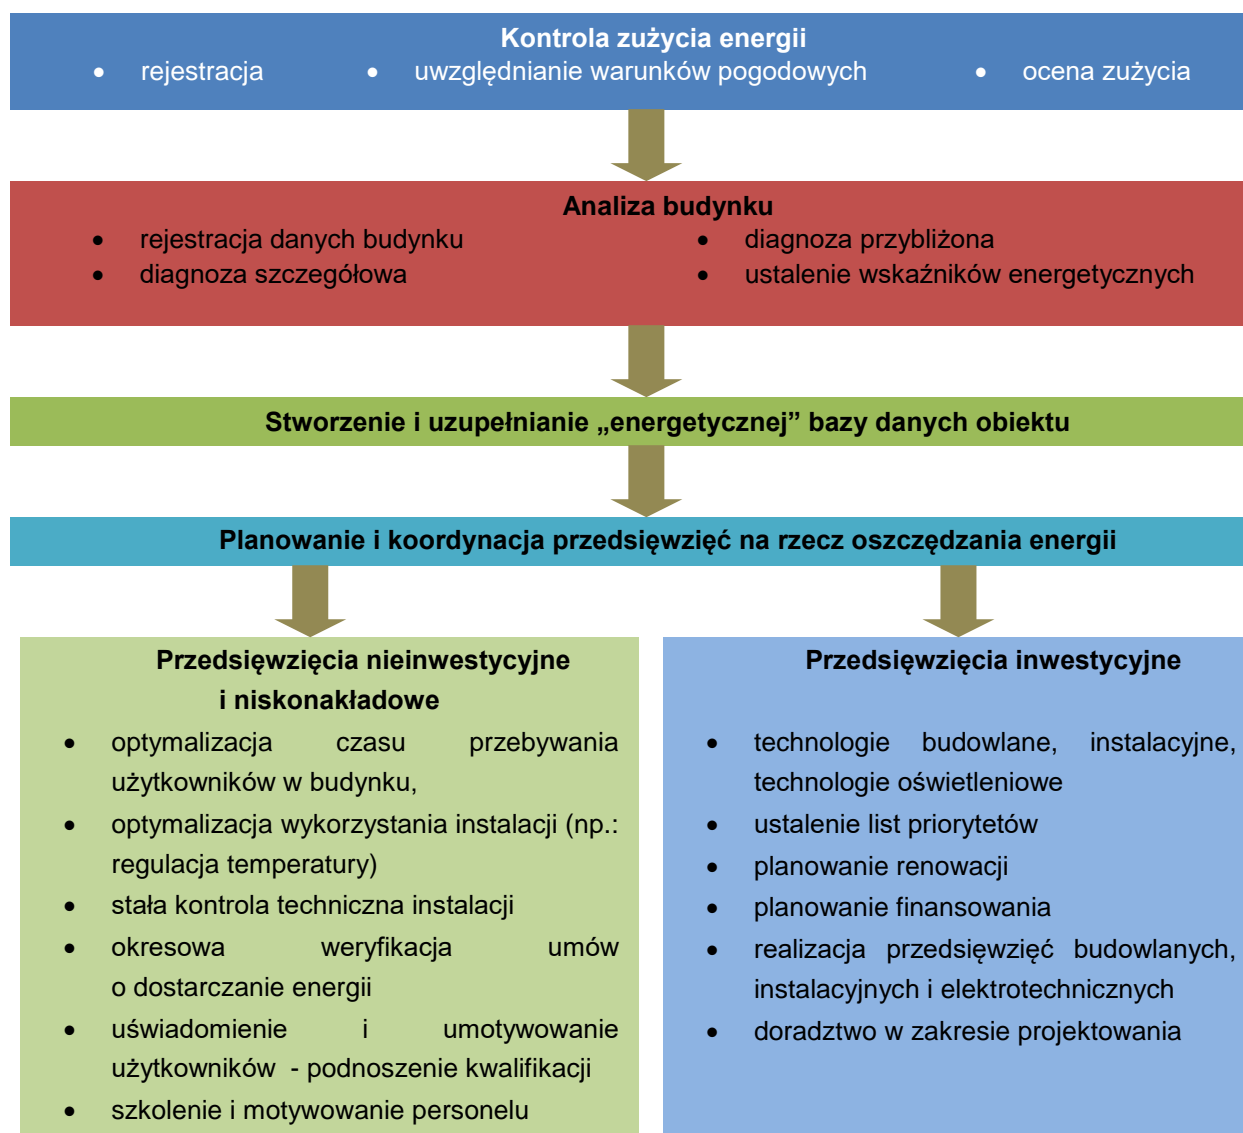 Kontrola zużycia energii
• rejestracja • uwzględnianie warunków pogodowych • ocena zużycia
Analiza budynku
• rejestracja danych budynku • diagnoza przybliżona
• diagnoza szczegółowa • ustalenie wskaźników energetycznych
Stworzenie i uzupełnianie „energetycznej” bazy danych obiektu
Planowanie i koordynacja przedsięwzięć na rzecz oszczędzania energii
Przedsięwzięcia nieinwestycyjne
i niskonakładowe
• optymalizacja czasu przebywania
użytkowników w budynku,
• optymalizacja wykorzystania instalacji (np.:
regulacja temperatury)
• stała kontrola techniczna instalacji
• okresowa weryfikacja umów
o dostarczanie energii
• uświadomienie i umotywowanie
użytkowników - podnoszenie kwalifikacji
• szkolenie i motywowanie personelu
Przedsięwzięcia inwestycyjne
• technologie budowlane, instalacyjne,
technologie oświetleniowe
• ustalenie list priorytetów
• planowanie renowacji
• planowanie finansowania
• realizacja przedsięwzięć budowlanych,
instalacyjnych i elektrotechnicznych
• doradztwo w zakresie projektowania